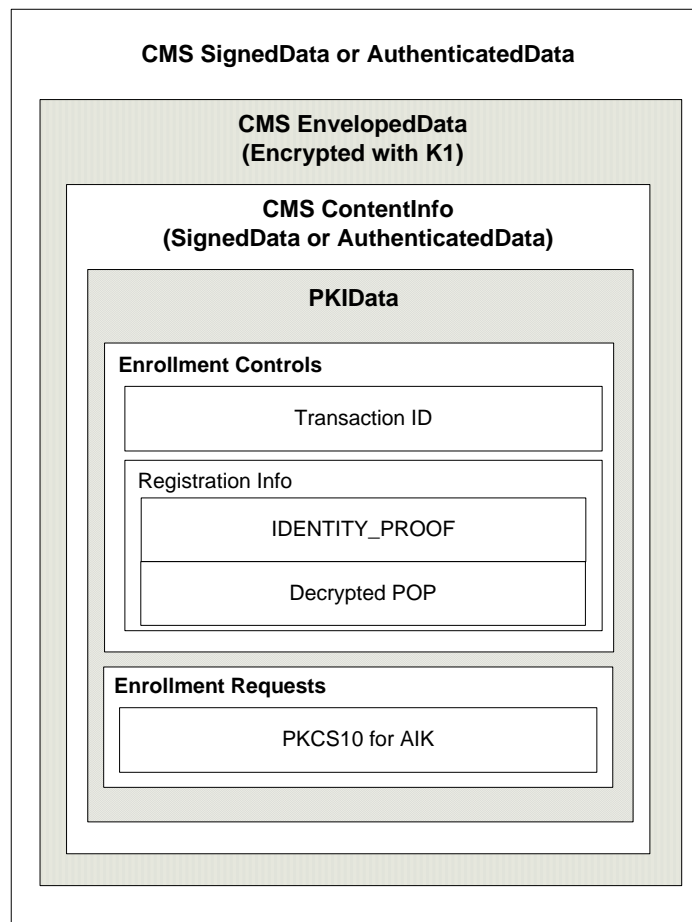 CMS SignedData or AuthenticatedData
CMS EnvelopedData
(Encrypted with K1)
CMS ContentInfo
(SignedData or AuthenticatedData)
PKIData
Enrollment Controls
Transaction ID
Registration Info
IDENTITY_PROOF
Decrypted POP
Enrollment Requests
PKCS10 for AIK